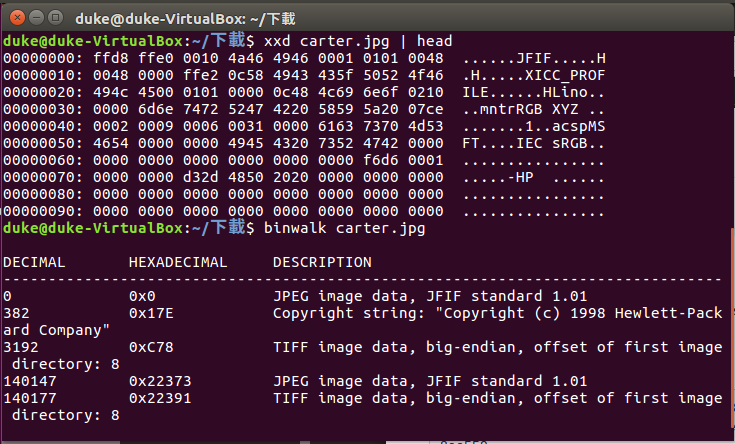 duke@duke-VirtualBox: ~/下載
duke@duke-VirtualBox:~/下載$ xxd carter.jpg | head
00000000: ffd8 ffe0 0010 4a46 4946 0001 0101 0048  ......JFIF.....H
00000010: 0048 0000 ffe2 0c58 4943 435f 5052 4f46  .H.....XICC_PROF
00000020: 494c 4500 0101 0000 0c48 4c69 6e6f 0210  ILE......HLino..
00000030: 0000 6d6e 7472 5247 4220 5859 5a20 07ce  ..mntrRGB XYZ ..
00000040: 0002 0009 0006 0031 0000 6163 7370 4d53  .......1..acspMS
00000050: 4654 0000 0000 4945 4320 7352 4742 0000  FT....IEC sRGB..
00000060: 0000 0000 0000 0000 0000 0000 f6d6 0001  ................
00000070: 0000 0000 d32d 4850 2020 0000 0000 0000  .....-HP  ......
00000080: 0000 0000 0000 0000 0000 0000 0000 0000  ................
00000090: 0000 0000 0000 0000 0000 0000 0000 0000  ................
duke@duke-VirtualBox:~/下載$ binwalk carter.jpg
DECIMAL       HEXADECIMAL     DESCRIPTION
--------------------------------------------------------------------------------
0             0x0             JPEG image data, JFIF standard 1.01
382           0x17E           Copyright string: "Copyright (c) 1998 Hewlett-Pack
ard Company"
3192          0xC78           TIFF image data, big-endian, offset of first image
 directory: 8
140147        0x22373         JPEG image data, JFIF standard 1.01
140177        0x22391         TIFF image data, big-endian, offset of first image
 directory: 8